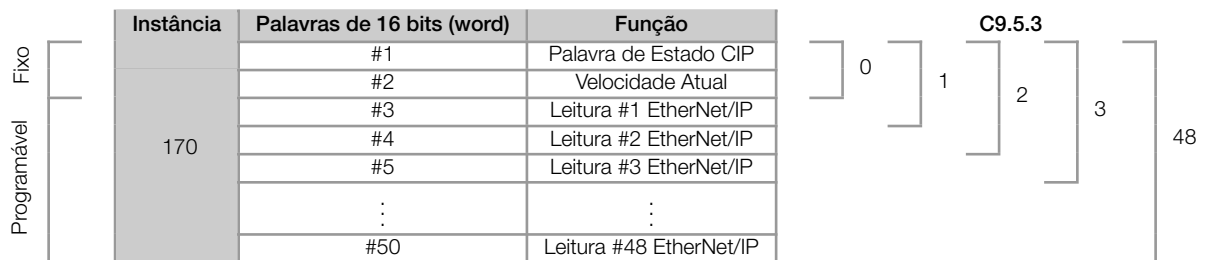 Instância Palavras de 16 bits (word) Função C9.5.3
Fixo
#1 Palavra de Estado CIP
#2 Velocidade Atual
0
1
2
3
48
Programável
170
#3 Leitura #1 EtherNet/IP
#4 Leitura #2 EtherNet/IP
#5 Leitura #3 EtherNet/IP
⋮ ⋮
#50 Leitura #48 EtherNet/IP